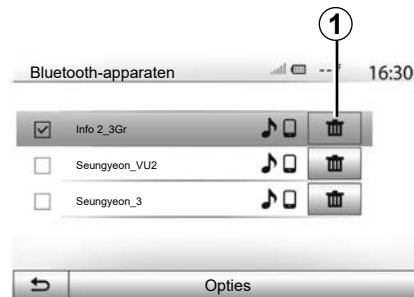 1
Bluetooth-apparaten -- ° 16:30
Info 2_3Gr
Seungyeon_VU2
Seungyeon_3
Opties